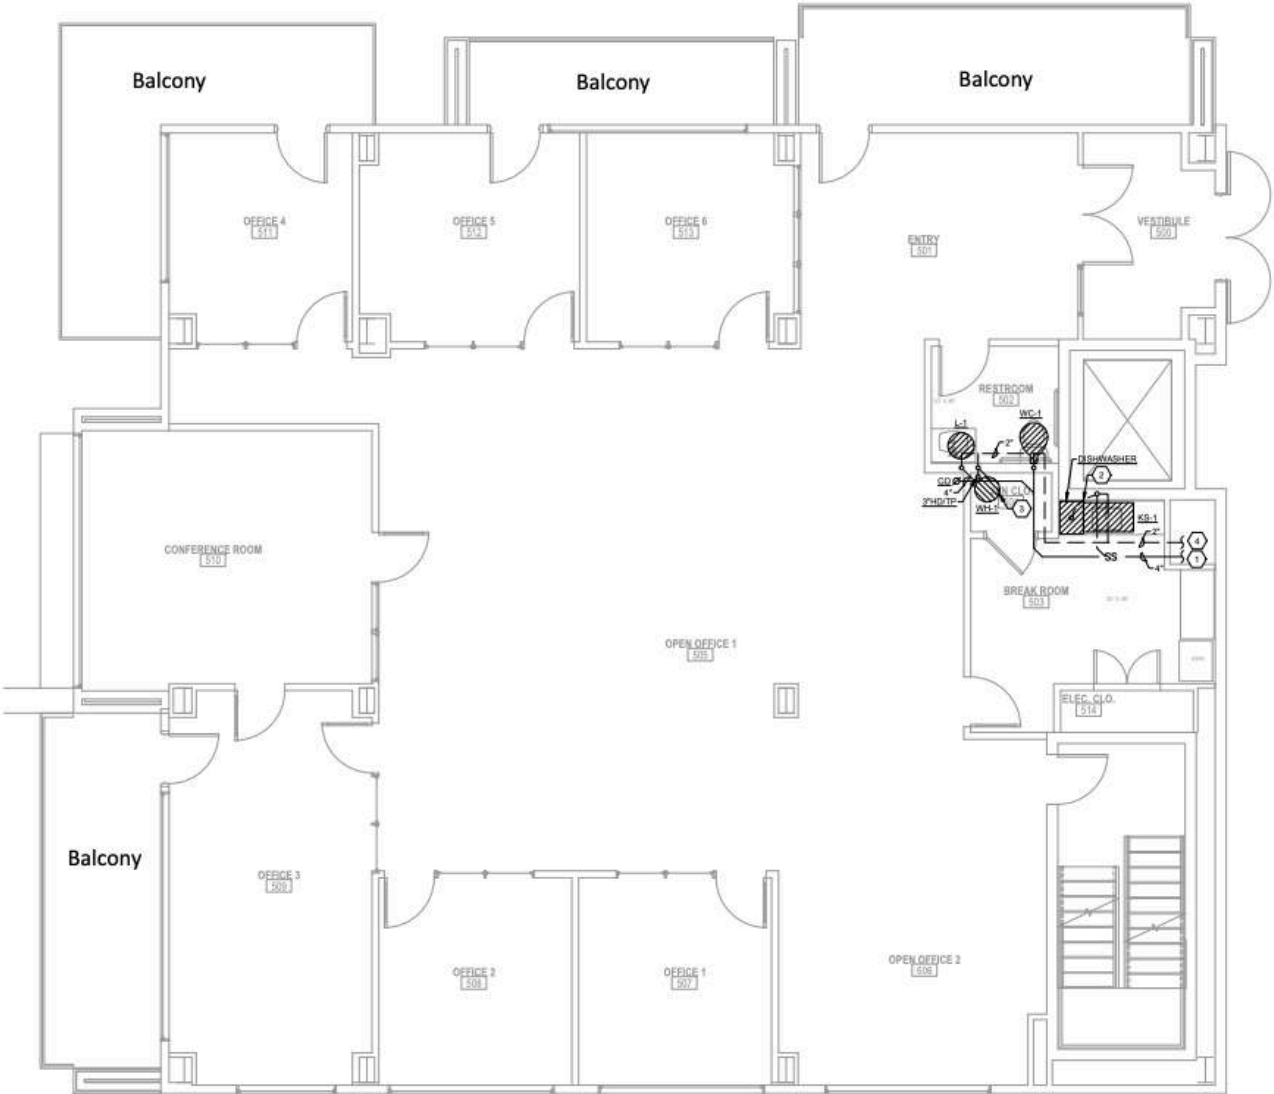 Balcony
Balcony
Balcony
OFFICE 4
511
OFFICE 5
512
OFFICE 6
513
VESTIBULE
500
ENTRY
501
RESTROOM
502
WC-1
L-1
2"
DISHWASHER
2
CO
4"
3"HD/TP
WH-1
N CLO.
3
KS-1
2"
4
SS
4"
1
CONFERENCE ROOM
510
BREAK ROOM
503
OPEN OFFICE 1
505
ELEC. CLO.
514
Balcony
OFFICE 3
509
OFFICE 2
508
OFFICE 1
507
OPEN OFFICE 2
506